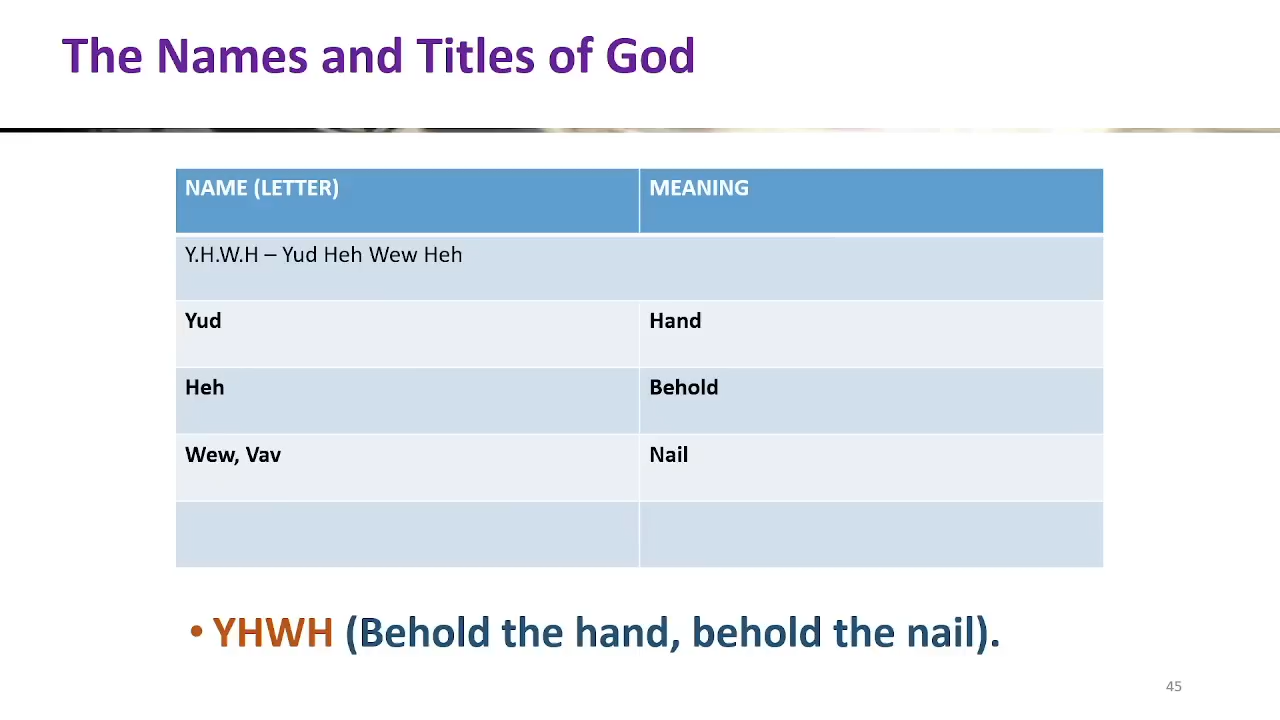 The Names and Titles of God
NAME (LETTER) MEANING
Y.H.W.H – Yud Heh Wew Heh
Yud Hand
Heh Behold
Wew, Vav Nail
• YHWH (Behold the hand, behold the nail).
45